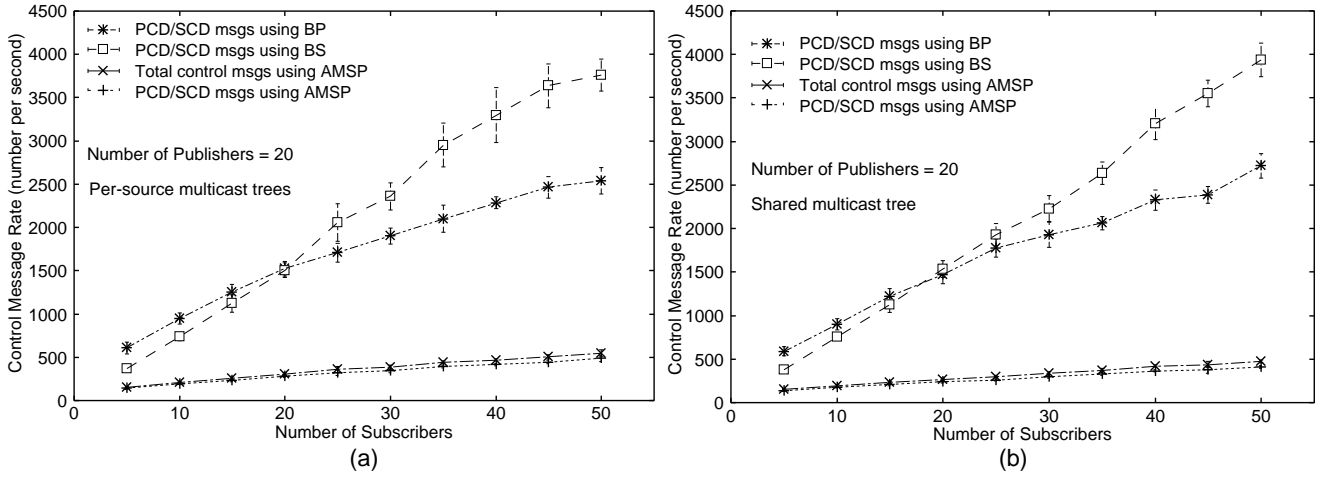 Control Message Rate (number per second)
4500
4000
3500
3000
2500
2000
1500
1000
500
0
PCD/SCD msgs using BP
PCD/SCD msgs using BS
Total control msgs using AMSP
PCD/SCD msgs using AMSP
Number of Publishers = 20
Per-source multicast trees
0 10 20 30 40 50
Number of Subscribers
(a)
Control Message Rate (number per second)
4500
4000
3500
3000
2500
2000
1500
1000
500
0
PCD/SCD msgs using BP
PCD/SCD msgs using BS
Total control msgs using AMSP
PCD/SCD msgs using AMSP
Number of Publishers = 20
Shared multicast tree
0 10 20 30 40 50
Number of Subscribers
(b)